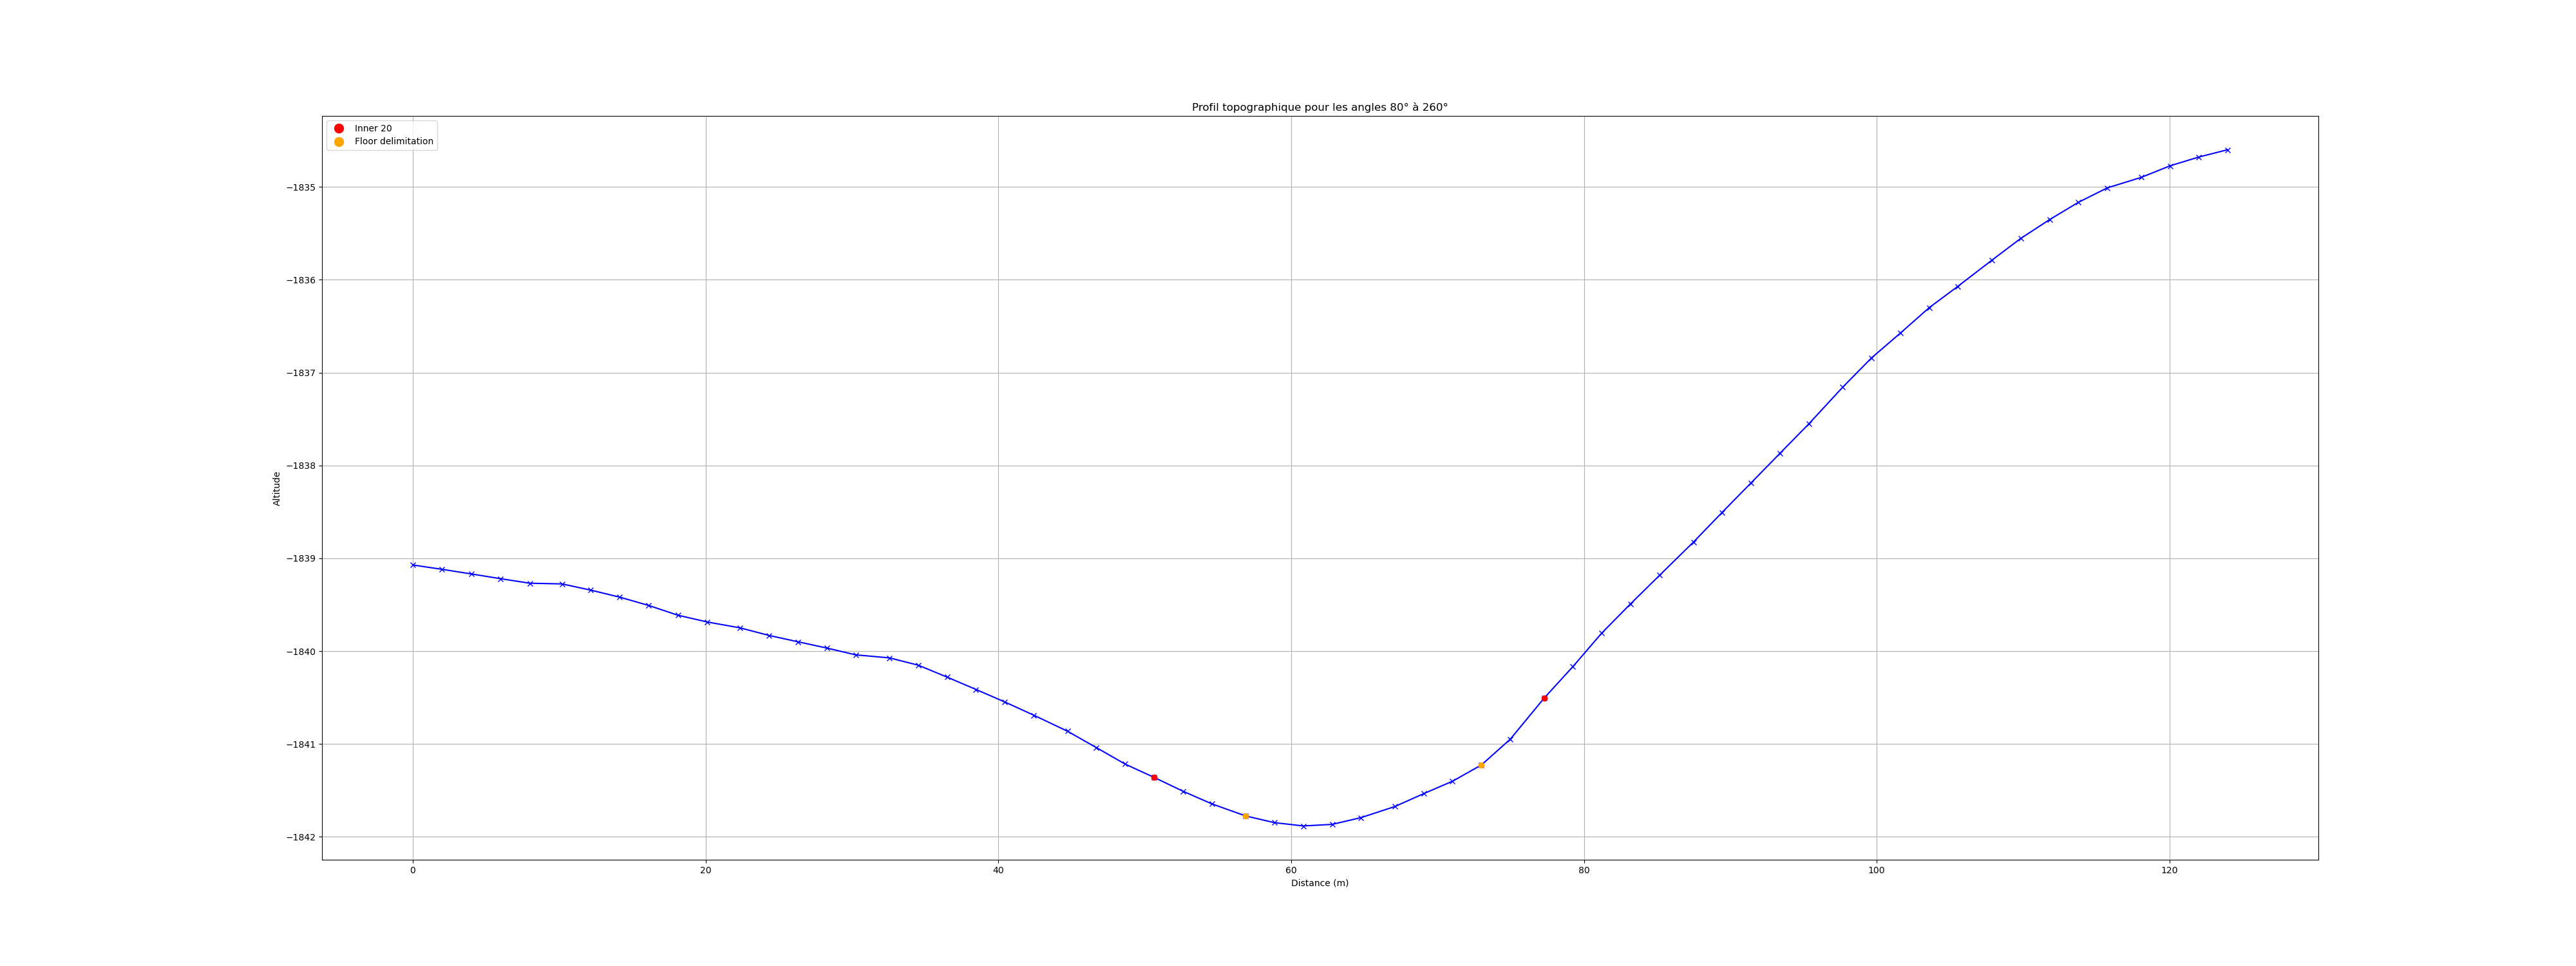 Profil topographique pour les angles 80° à 260°
Inner 20
Floor delimitation
−1835
−1836
−1837
−1838
−1839
−1840
−1841
−1842
Altitude
0 20 40 60 80 100 120
Distance (m)